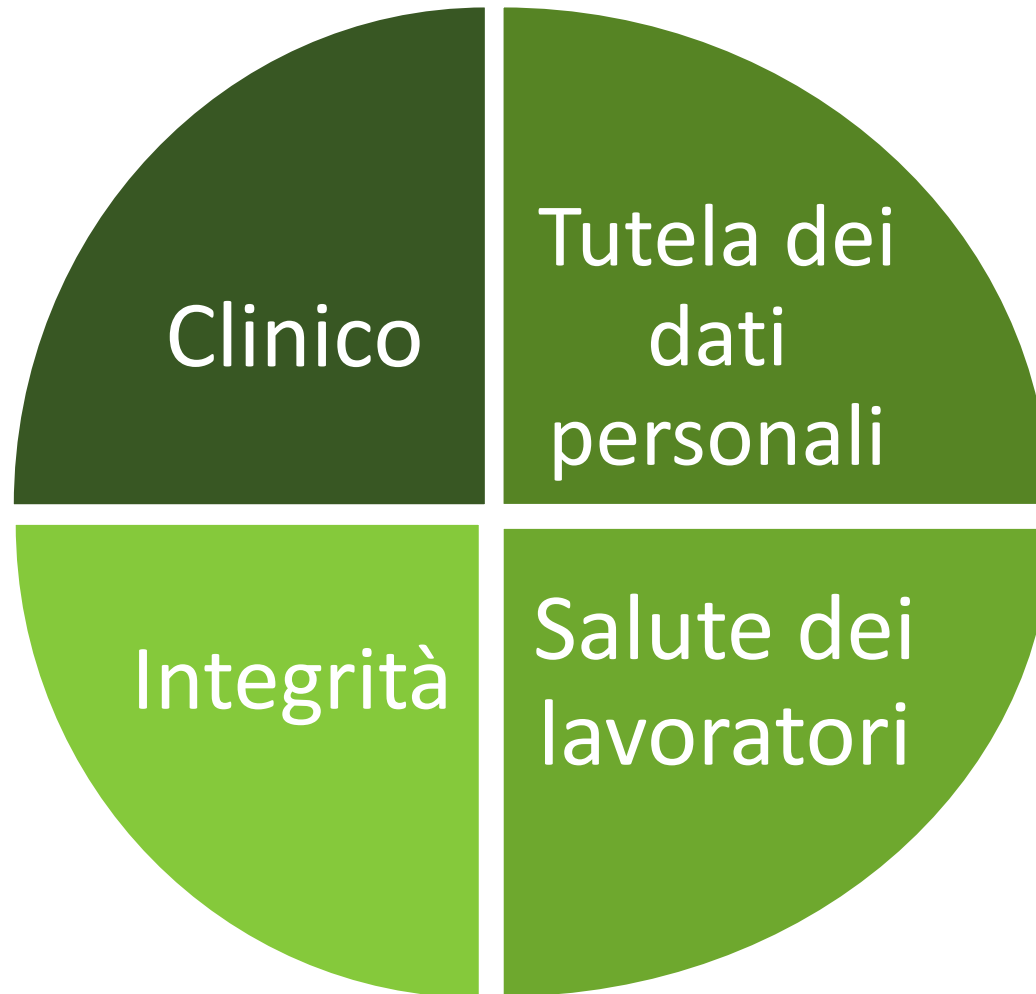 Clinico
Tutela dei
dati
personali
Integrità
Salute dei
lavoratori